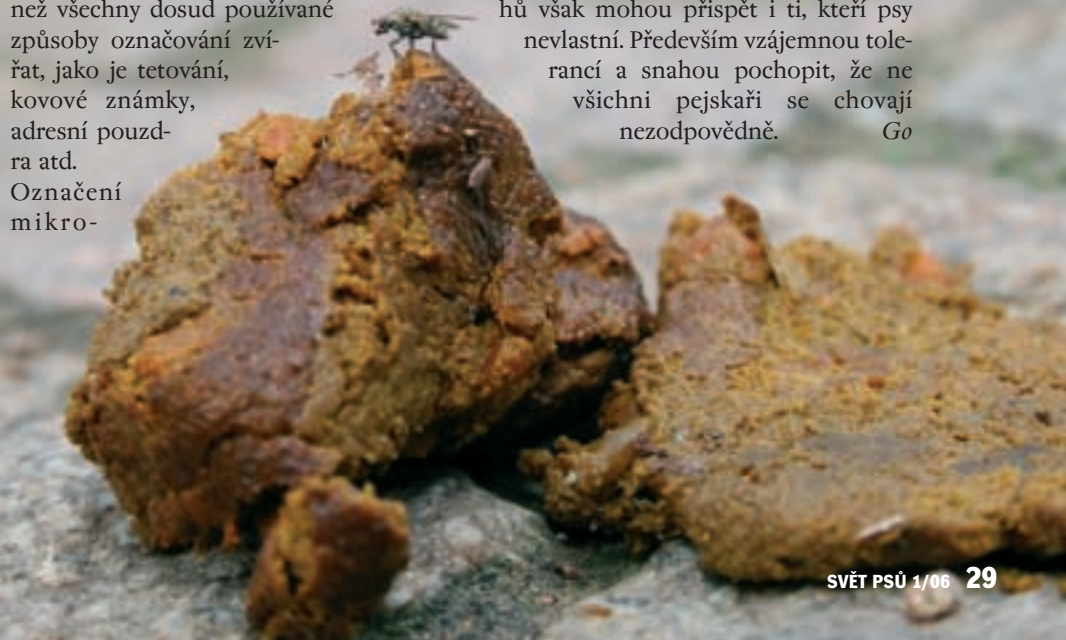 než všechny dosud používané
způsoby označování zví-
řat, jako je tetování,
kovové známky,
adresní pouzd-
ra atd.
Označení
mikro-
hů však mohou přispět i ti, kteří psy
nevlastní. Především vzájemnou tole-
rancí a snahou pochopit, že ne
všichni pejskaři se chovají
nezodpovědně. Go
SVĚT PSŮ 1/06 29